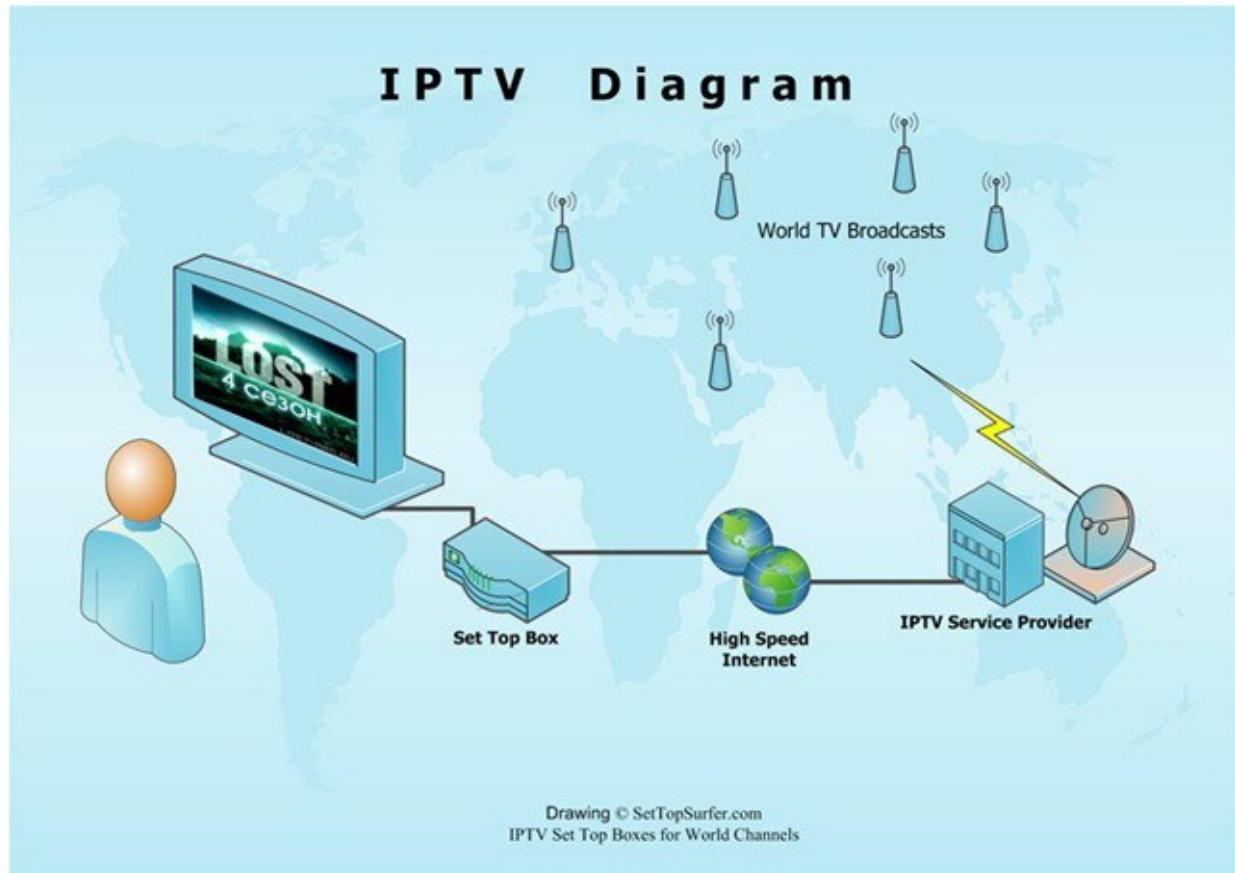 IPTV Diagram
World TV Broadcasts
LOST
4 сезон
Set Top Box
High Speed
Internet
IPTV Service Provider
Drawing © SetTopSurfer.com
IPTV Set Top Boxes for World Channels